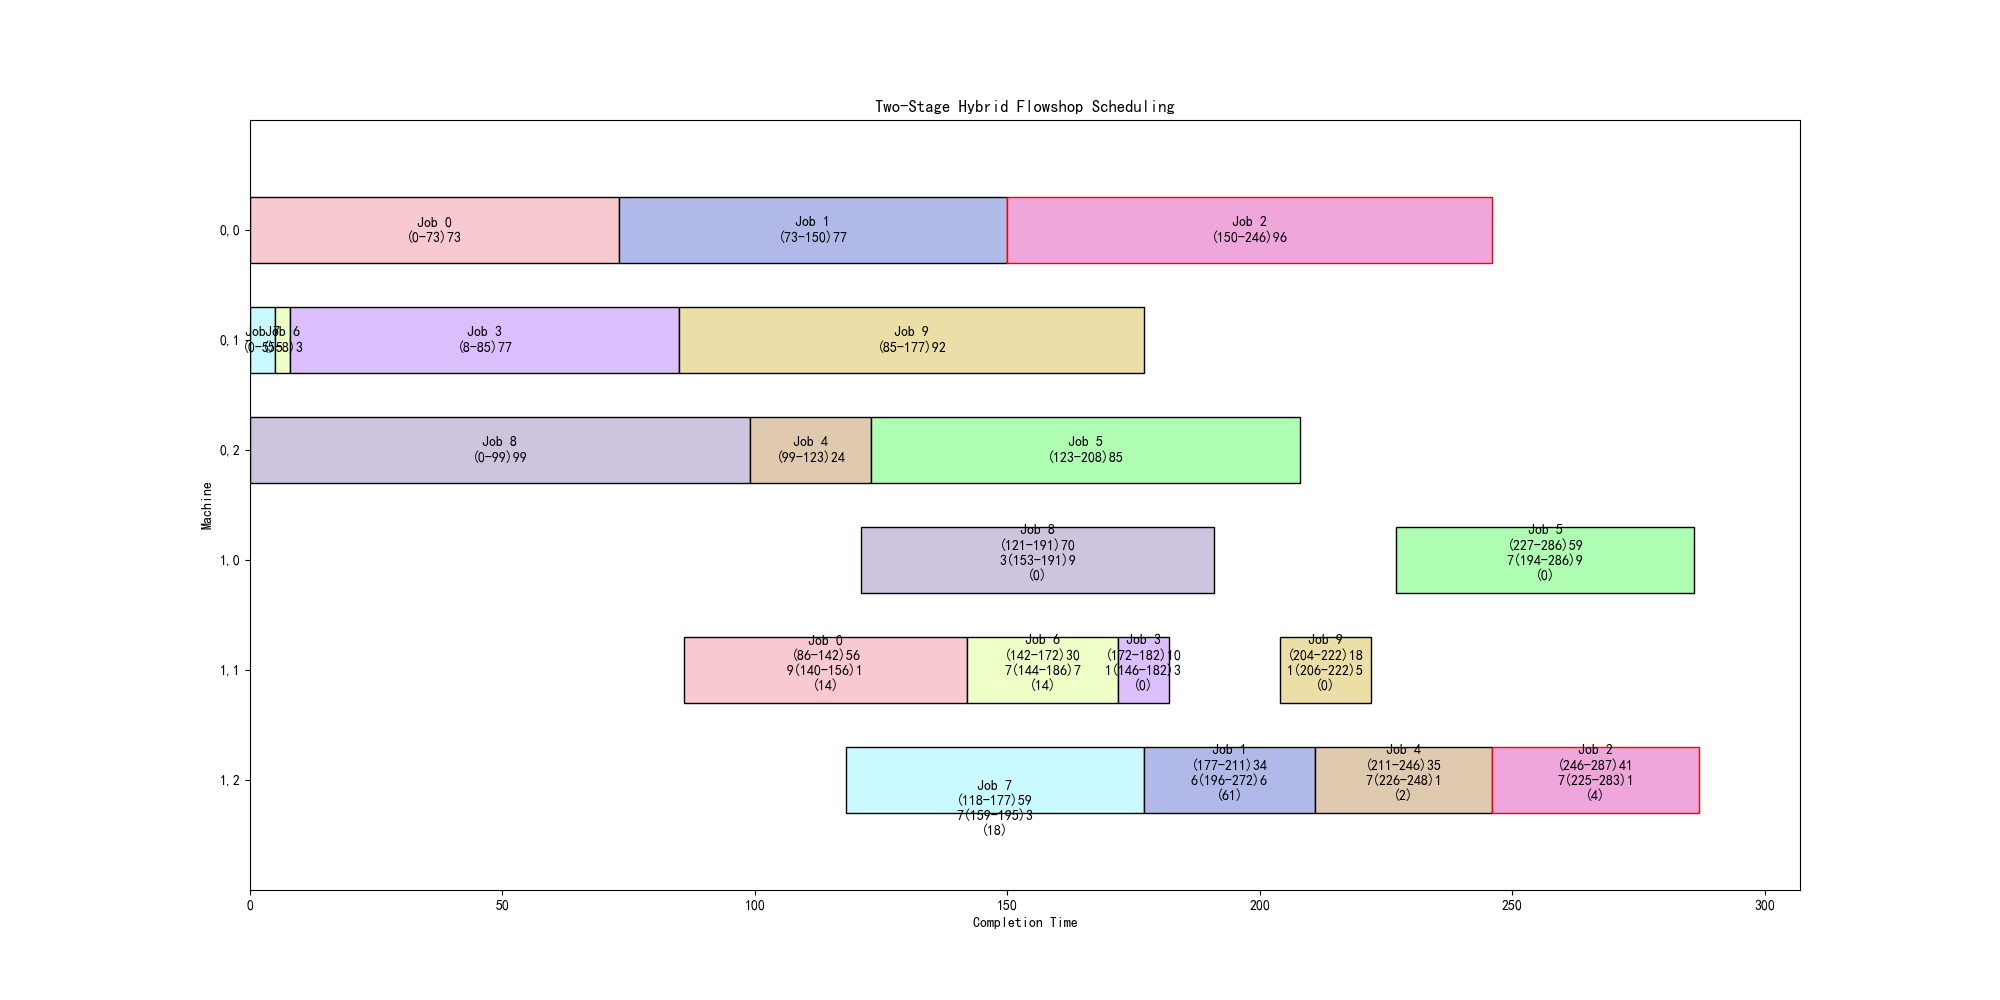 Two-Stage Hybrid Flowshop Scheduling
Machine
0,0
Job 0
(0-73)73
Job 1
(73-150)77
Job 2
(150-246)96
0,1
Job 7
(0-5)5
Job 6
(5-8)3
Job 3
(8-85)77
Job 9
(85-177)92
0,2
Job 8
(0-99)99
Job 4
(99-123)24
Job 5
(123-208)85
1,0
Job 8
(121-191)70
3(153-191)9
(0)
Job 5
(227-286)59
7(194-286)9
(0)
1,1
Job 0
(86-142)56
9(140-156)1
(14)
Job 6
(142-172)30
7(144-186)7
(14)
Job 3
(172-182)10
1(146-182)3
(0)
Job 9
(204-222)18
1(206-222)5
(0)
1,2
Job 7
(118-177)59
7(159-195)3
(18)
Job 1
(177-211)34
6(196-272)6
(61)
Job 4
(211-246)35
7(226-248)1
(2)
Job 2
(246-287)41
7(225-283)1
(4)
0
50
100
150
200
250
300
Completion Time